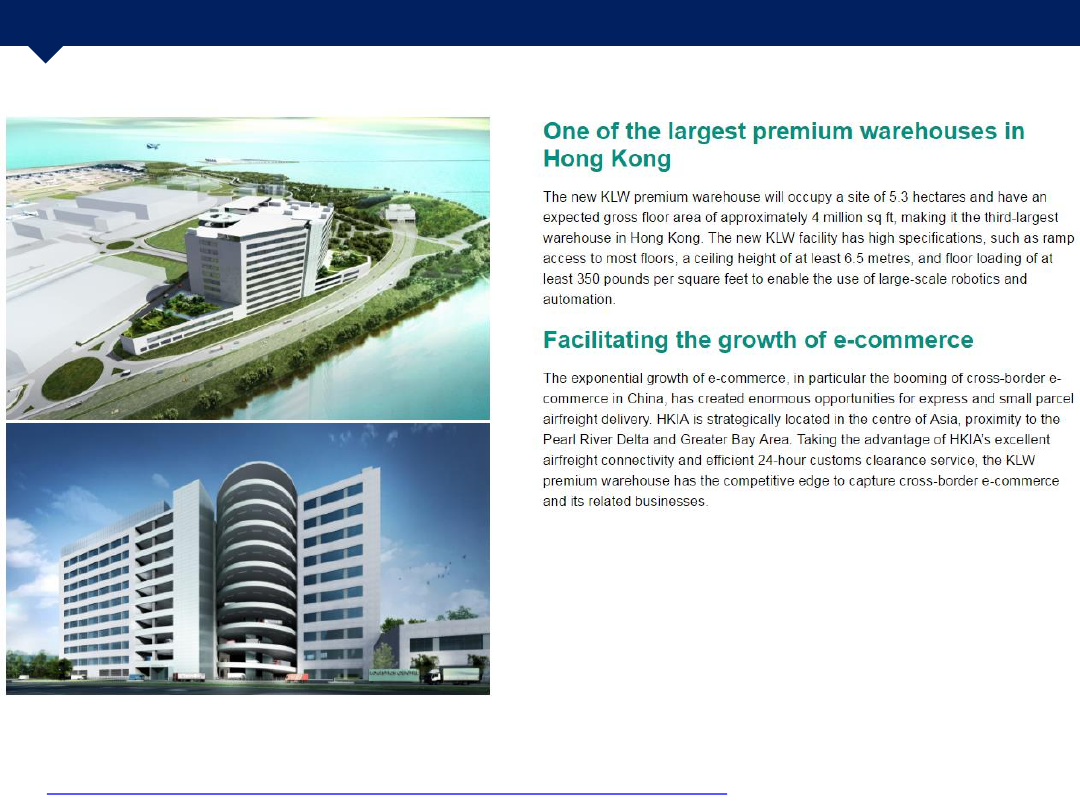 One of the largest premium warehouses in
Hong Kong
The new KLW premium warehouse will occupy a site of 5.3 hectares and have an
expected gross floor area of approximately 4 million sq ft, making it the third-largest
warehouse in Hong Kong. The new KLW facility has high specifications, such as ramp
access to most floors, a ceiling height of at least 6.5 metres, and floor loading of at
least 350 pounds per square feet to enable the use of large-scale robotics and
automation.
Facilitating the growth of e-commerce
The exponential growth of e-commerce, in particular the booming of cross-border e-
commerce in China, has created enormous opportunities for express and small parcel
airfreight delivery. HKIA is strategically located in the centre of Asia, proximity to the
Pearl River Delta and Greater Bay Area. Taking the advantage of HKIA's excellent
airfreight connectivity and efficient 24-hour customs clearance service, the KLW
premium warehouse has the competitive edge to capture cross-border e-commerce
and its related businesses.